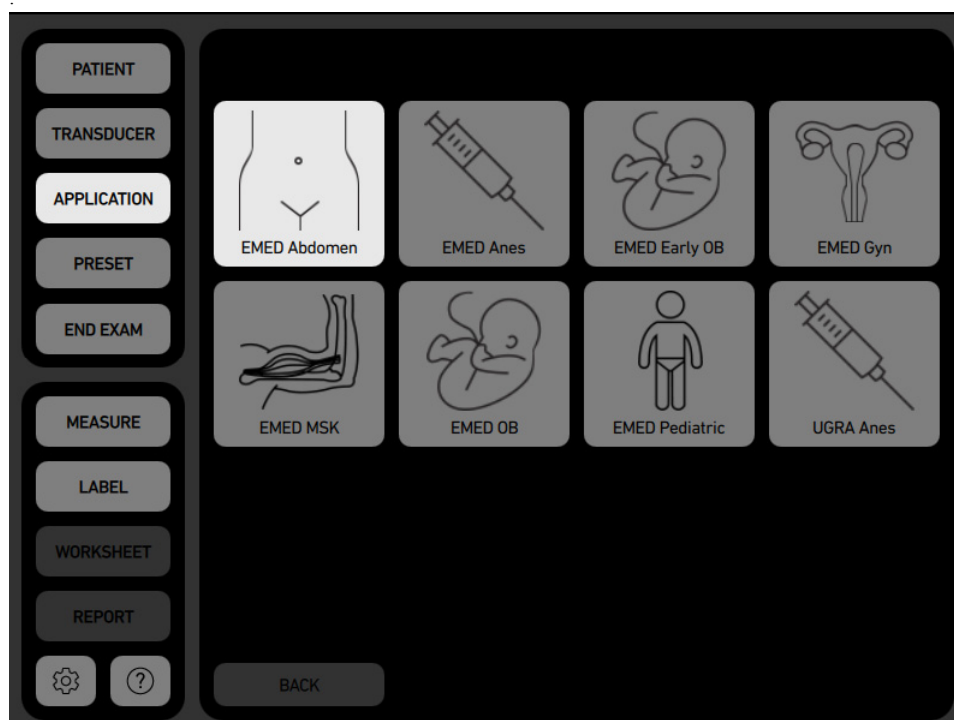 PATIENT
TRANSDUCER
APPLICATION
PRESET
END EXAM
MEASURE
LABEL
WORKSHEET
REPORT
?
EMED Abdomen
EMED Anes
EMED Early OB
EMED Gyn
EMED MSK
EMED OB
EMED Pediatric
UGRA Anes
BACK